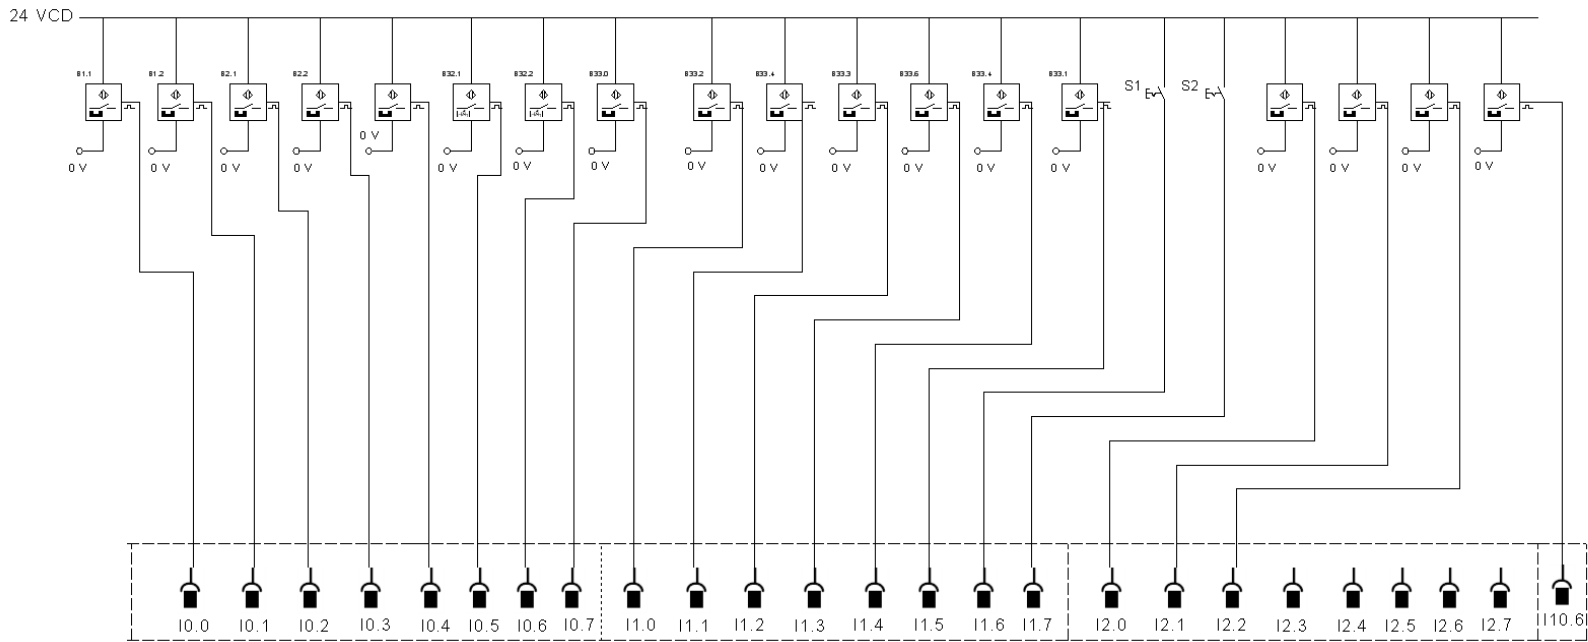 24 VCD
B1.1 B1.2 B2.1 B2.2 B32.1 B32.2 B33.0 B33.2 B33.4 B33.3 B33.6 B33.4 B33.1
S1 S2
0 V
0 V 0 V 0 V 0 V 0 V 0 V 0 V 0 V 0 V 0 V 0 V 0 V 0 V 0 V 0 V 0 V 0 V
I0.0 I0.1 I0.2 I0.3 I0.4 I0.5 I0.6 I0.7 I1.0 I1.1 I1.2 I1.3 I1.4 I1.5 I1.6 I1.7 I2.0 I2.1 I2.2 I2.3 I2.4 I2.5 I2.6 I2.7 I10.6